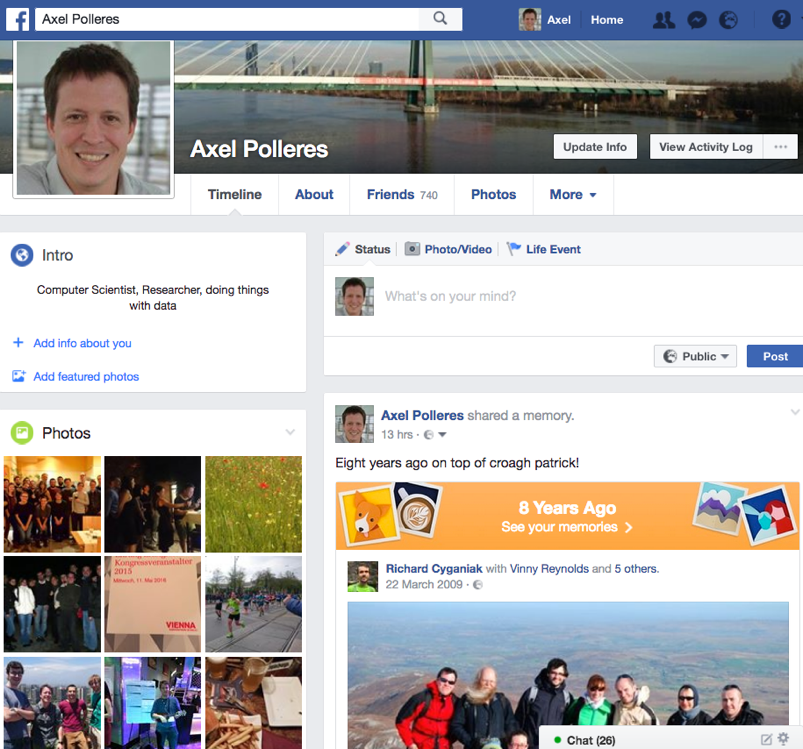 f
Axel Polleres
Axel
Home
?
Axel Polleres
Update Info
View Activity Log
...
Timeline
About
Friends 740
Photos
More
Intro
Computer Scientist, Researcher, doing things
with data
+ Add info about you
Add featured photos
Photos
Kongressveranstalter
2015
Mittwoch, 11. Mai 2016
VIENNA
Status
Photo/Video
Life Event
What's on your mind?
Public
Post
Axel Polleres shared a memory.
13 hrs ·
Eight years ago on top of croagh patrick!
8 Years Ago
See your memories
Richard Cyganiak with Vinny Reynolds and 5 others.
22 March 2009 ·
Chat (26)